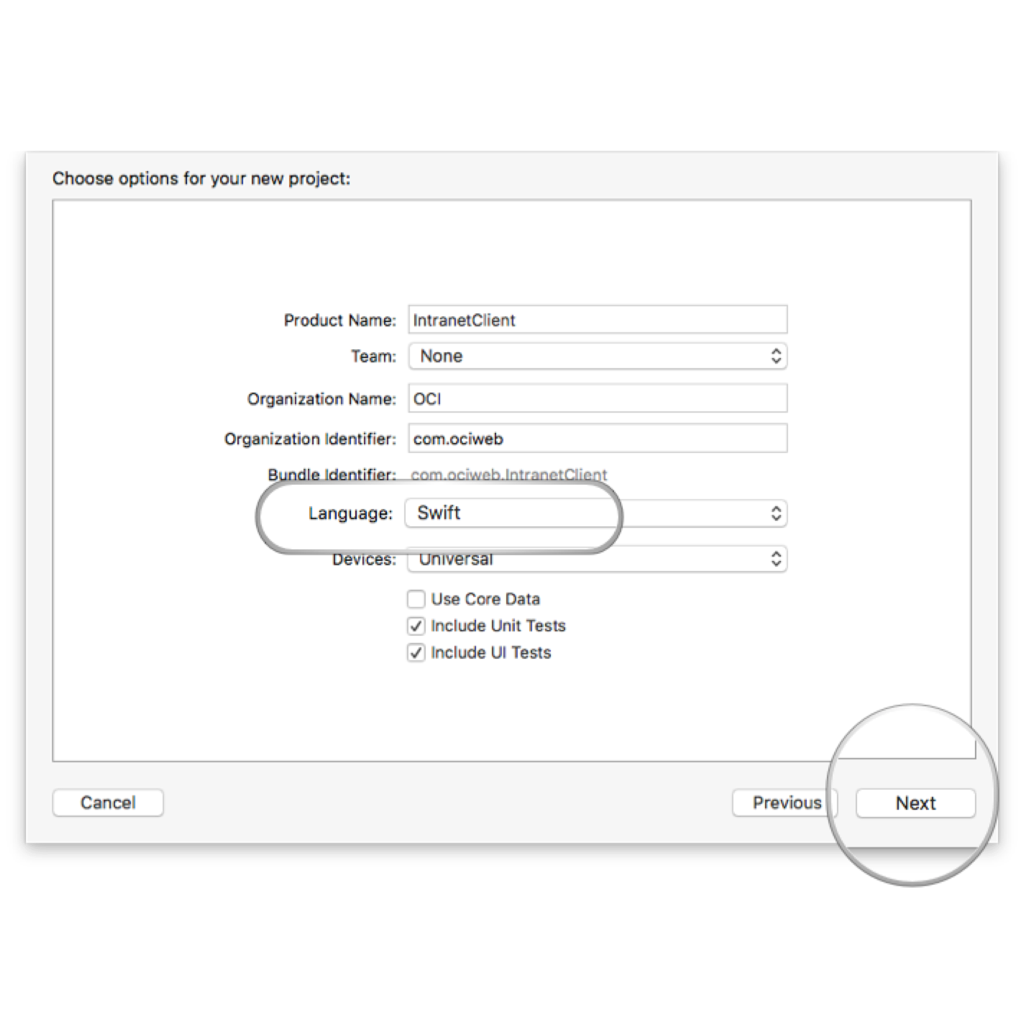 Choose options for your new project:
Product Name: IntranetClient
Team: None
Organization Name: OCI
Organization Identifier: com.ociweb
Bundle Identifier: com.ociweb.IntranetClient
Language: Swift
Devices: Universal
Use Core Data
Include Unit Tests
Include UI Tests
Cancel Previous Next